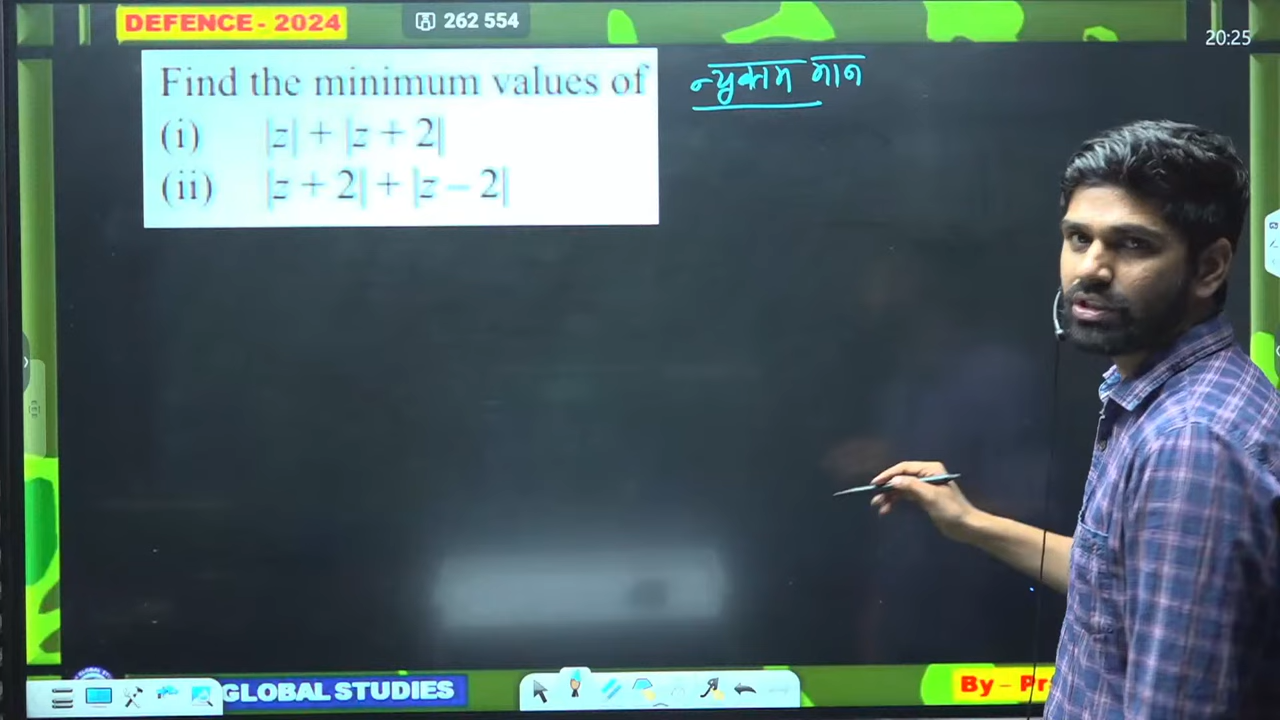 DEFENCE - 2024
262 554
20:25
Find the minimum values of
न्युकाम मान
(i) |z| + |z + 2|
(ii) |z + 2| + |z – 2|
GLOBAL STUDIES
By – Pr